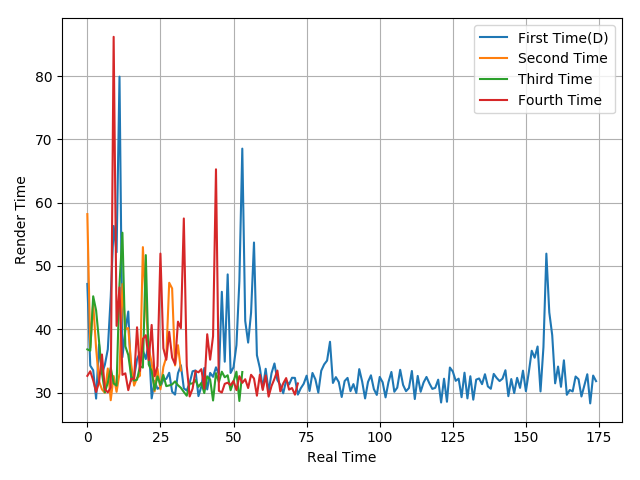 First Time(D)
Second Time
Third Time
Fourth Time
Render Time
80
70
60
50
40
30
0 25 50 75 100 125 150 175
Real Time